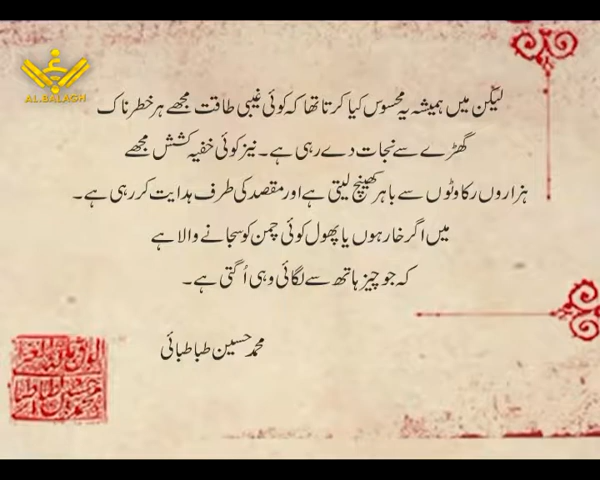 AL.BALAGH
لیکن میں ہمیشہ یہ محسوس کیا کرتا تھا کہ کوئی غیبی طاقت مجھے ہر خطرناک
گھڑے سے نجات دے رہی ہے۔ نیز کوئی خفیہ کشش مجھے
ہزاروں رکاوٹوں سے باہر کھینچ لیتی ہے اور مقصد کی طرف ہدایت کر رہی ہے۔
میں اگر خار ہوں یا پھول کوئی چمن کو سجانے والا ہے
کہ جو چیز ہاتھ سے لگائی وہی اُگتی ہے۔
محمد حسین طباطبائی